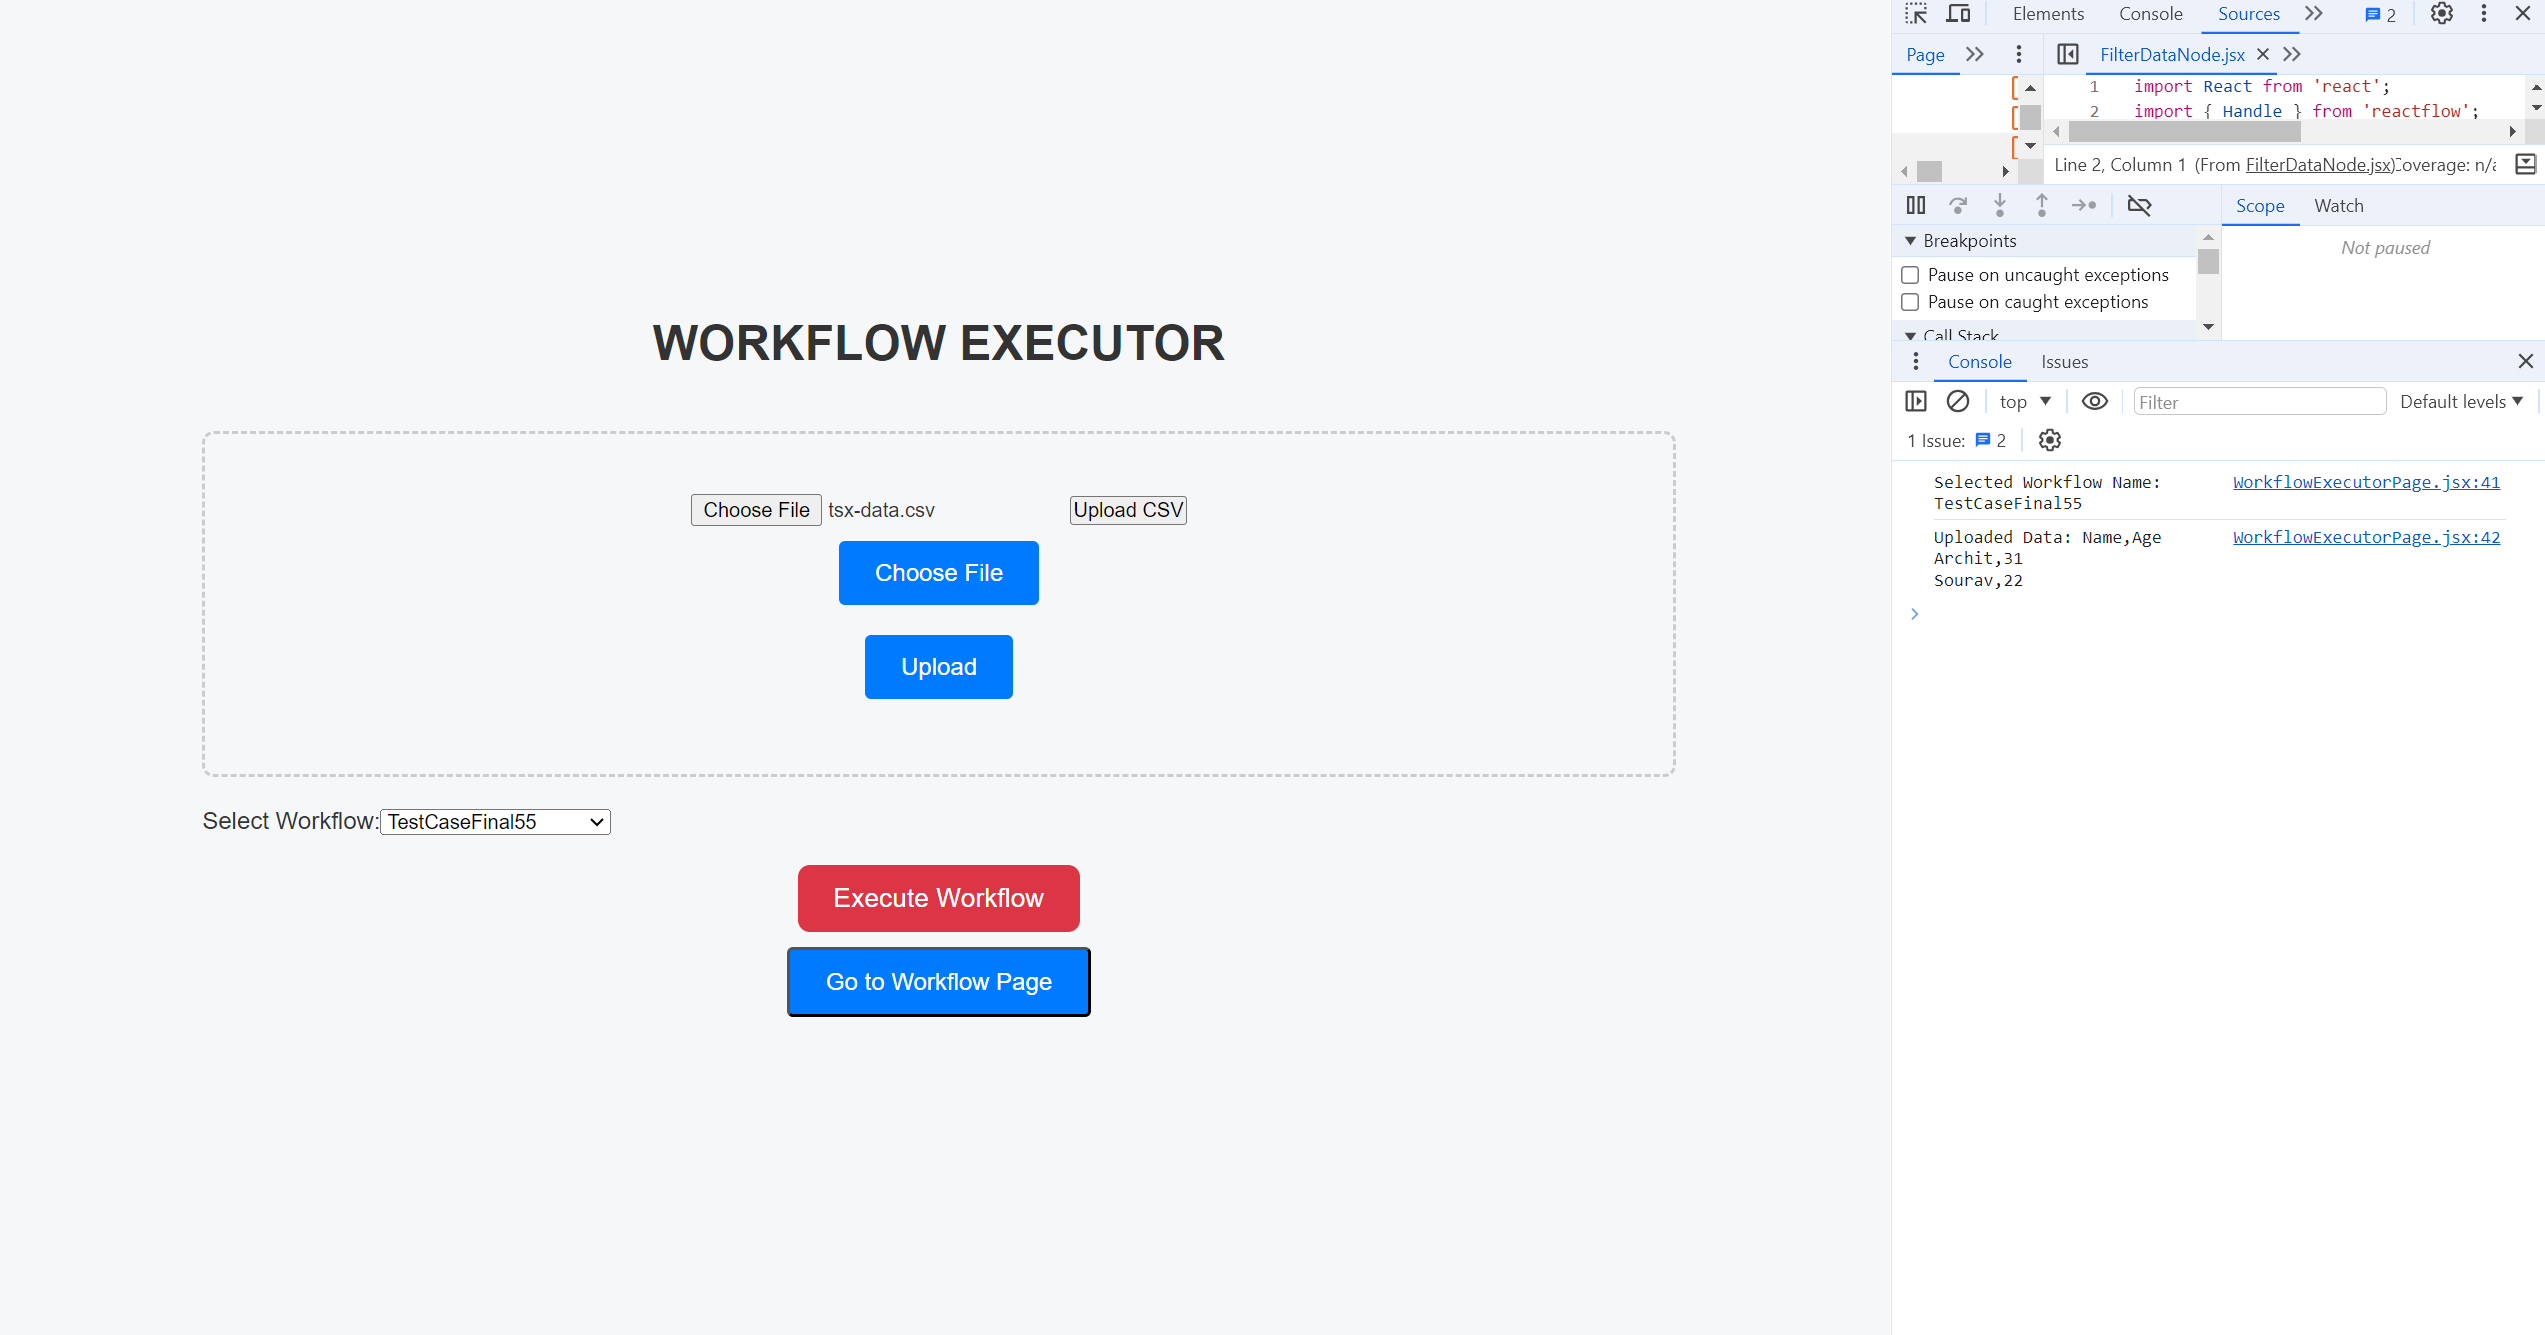 WORKFLOW EXECUTOR
Choose File tsx-data.csv Upload CSV
Choose File
Upload
Select Workflow: TestCaseFinal55
Execute Workflow
Go to Workflow Page
Elements Console Sources 2
Page FilterDataNode.jsx
1 import React from 'react';
2 import { Handle } from 'reactflow';
Line 2, Column 1 (From FilterDataNode.jsx) Coverage: n/a
Scope Watch
Breakpoints
Not paused
Pause on uncaught exceptions
Pause on caught exceptions
Call Stack
Console Issues
top Filter Default levels
1 Issue: 2
Selected Workflow Name: WorkflowExecutorPage.jsx:41
TestCaseFinal55
Uploaded Data: Name,Age WorkflowExecutorPage.jsx:42
Archit,31
Sourav,22